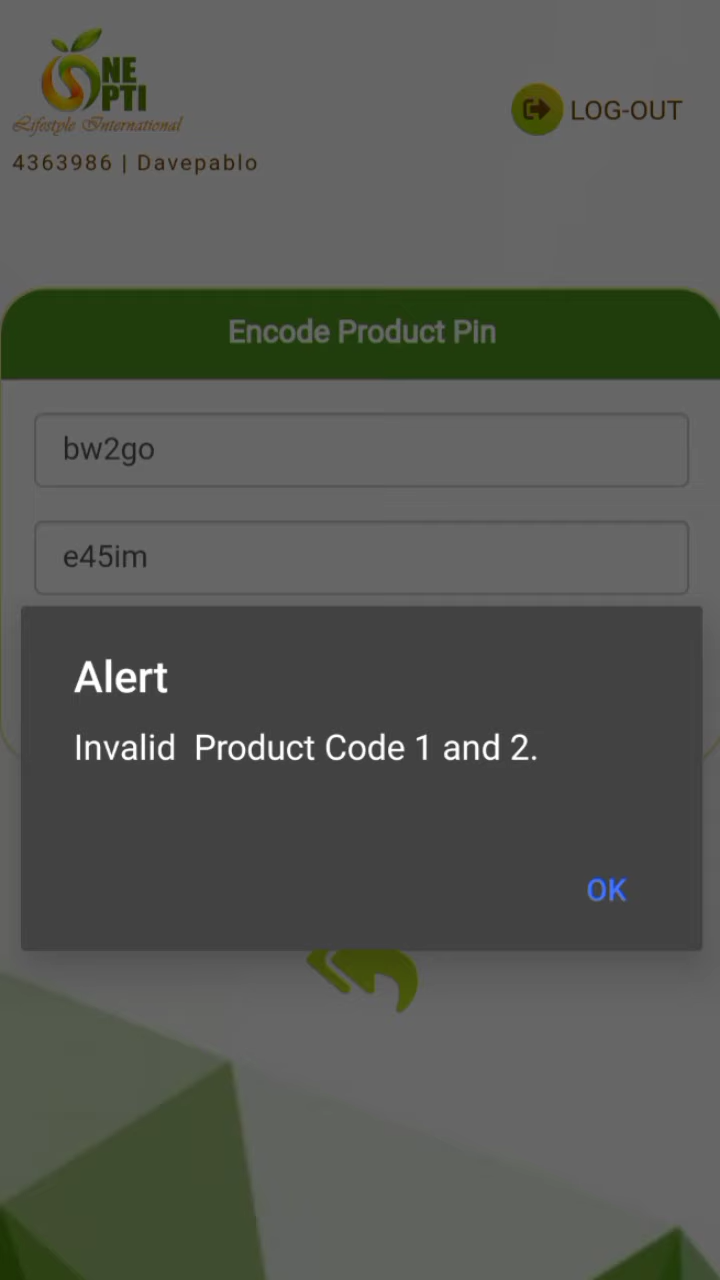 NE
PTI
Lifestyle International
LOG-OUT
4363986 | Davepablo
Encode Product Pin
bw2go
e45im
Alert
Invalid  Product Code 1 and 2.
OK